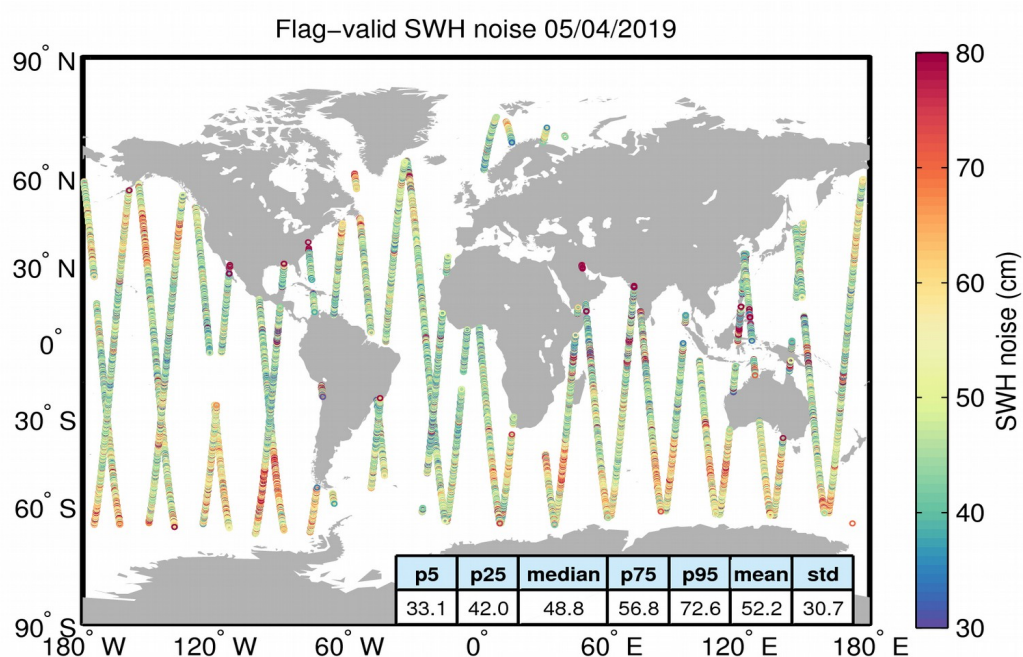 Flag−valid SWH noise 05/04/2019
90° N
60° N
30° N
0°
30° S
60° S
90° S
180° W 120° W 60° W 0° 60° E 120° E 180° E
p5 p25 median p75 p95 mean std
33.1 42.0 48.8 56.8 72.6 52.2 30.7
80
70
60
50
40
30
SWH noise (cm)